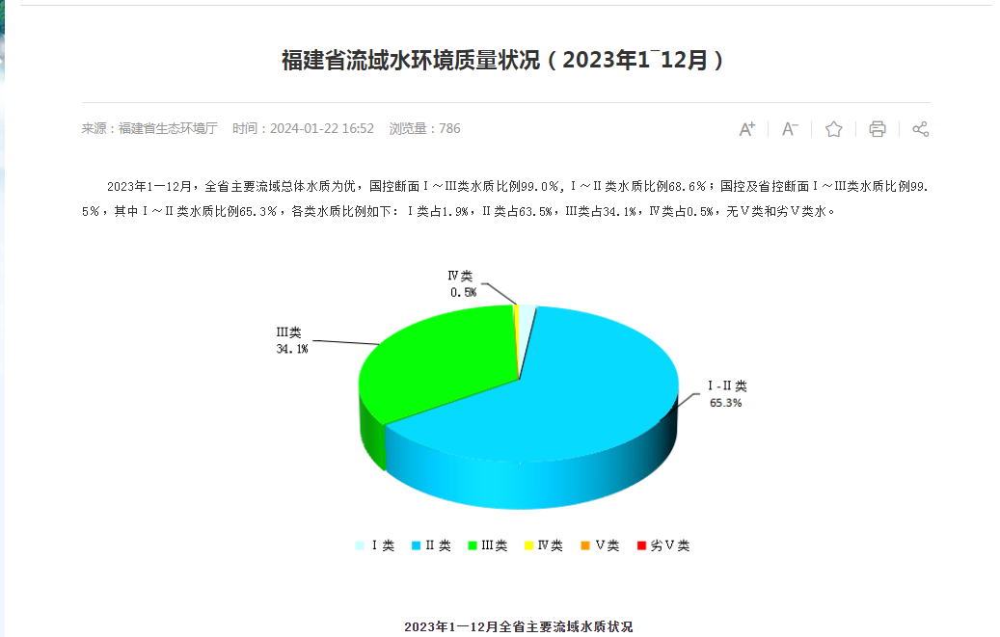 福建省流域水环境质量状况（2023年1¯12月）
来源：福建省生态环境厅 时间：2024-01-22 16:52 浏览量：786
A+ A-
2023年1—12月，全省主要流域总体水质为优，国控断面Ⅰ～Ⅲ类水质比例99.0%, Ⅰ～Ⅱ类水质比例68.6%；国控及省控断面Ⅰ～Ⅲ类水质比例99.
5%，其中Ⅰ～Ⅱ类水质比例65.3%，各类水质比例如下：Ⅰ类占1.9%，Ⅱ类占63.5%，Ⅲ类占34.1%，Ⅳ类占0.5%，无Ⅴ类和劣Ⅴ类水。
Ⅳ类
0.5%
Ⅲ类
34.1%
Ⅰ-Ⅱ类
65.3%
Ⅰ类 Ⅱ类 Ⅲ类 Ⅳ类 Ⅴ类 劣Ⅴ类
2023年1—12月全省主要流域水质状况